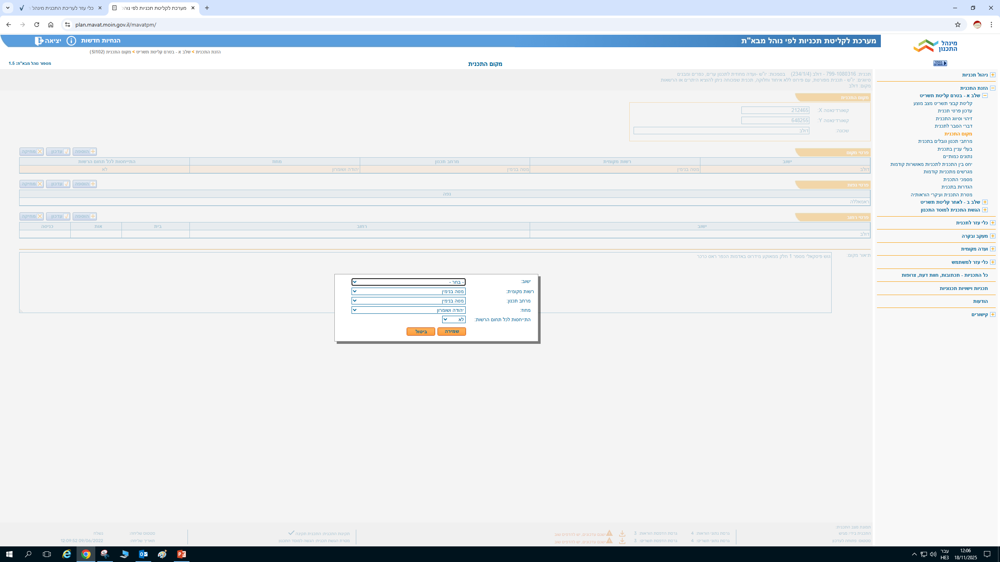 כלי עזר לעריכת התכנית מינהל
מערכת לקליטת תכניות לפי נוהל
plan.mavat.moin.gov.il/mavatpm/
מינהל התכנון
מערכת לקליטת תכניות לפי נוהל מבא"ת
הנחיות חדשות
יציאה
הזנת התכנית > שלב א - בטרם קליטת תשריט > מקום התכנית (SI102)
מקום התכנית
מספור נוהל מבא"ת: 1.5
הסתר תפריט
תכנית: 799-1080316 - דולב (234/1/4) בסמכות: יו"ש -ועדה מחוזית לתכנון ערים, כפרים ומבנים
סיווגים: יו"ש - תכנית מפורטת, עם פירוט ללא איחוד וחלוקה, תכנית שמכוחה ניתן להוציא היתרים או הרשאות
מקום: דולב
מקום התכנית
קואורדינאטה X: 212465
קואורדינאטה Y: 648255
שכונה: דולב
פרטי מקום
הוספה עדכון מחיקה
ישוב רשות מקומית מרחב תכנון מחוז התייחסות לכל תחום הרשות
דולב מטה בנימין מטה בנימין יהודה ושומרון לא
פרטי נפות
הוספה עדכון מחיקה
נפה
ראמאללה
פרטי רחוב
הוספה עדכון מחיקה
ישוב רחוב בית אות כניסה
דולב
תיאור מקום: גוש פיסקאלי מספר 1 חלק ממאוקע מידרוס באדמות הכפר ראס כרכר
ישוב: - בחר -
רשות מקומית: מטה בנימין
מרחב תכנון: מטה בנימין
מחוז: יהודה ושומרון
התייחסות לכל תחום הרשות: לא
שמירה ביטול
ניהול תכניות
הזנת התכנית
שלב א - בטרם קליטת תשריט
קליטת קבצי תשריט מצב מוצע
עדכון פרטי תכנית
זיהוי וסיווג התכנית
דברי הסבר לתכנית
מקום התכנית
מרחבי תכנון גובלים בתכנית
בעלי עניין בתכנית
נתונים כמותיים
יחס בין התכנית לתכניות מאושרות קודמות
מגרשים מתכניות קודמות
מסמכי התכנית
הגדרות בתכנית
מטרת התכנית ועיקרי הוראותיה
שלב ב - לאחר קליטת תשריט
הגשת התכנית למוסד התכנון
כלי עזר לתכנית
מעקב ובקרה
ועדה מקומית
כלי עזר למשתמש
כל התכניות - תכתובות, חוות דעת, צרופות
תכניות וישויות תכנוניות
הודעות
קישורים
תמונת מצב התכנית:
התכנית בידי: מגיש גרסת נתוני הוראות: 4 גרסת הדפסת הוראות: 3 ישנם עדכונים, יש להדפיס שוב תקינות התכנית: התכנית תקינה סטטוס שליחה: נשלח
סטטוס: פתוחה לעדכון גרסת נתוני תשריט: 4 גרסת הדפסת תשריט: 3 ישנם עדכונים, יש להדפיס שוב מטרת הגשת תכנית: הגשה למוסד התכנון תאריך שליחה: 09/06/2022 12:09:52
עבר
HE3
12:06
18/11/2025